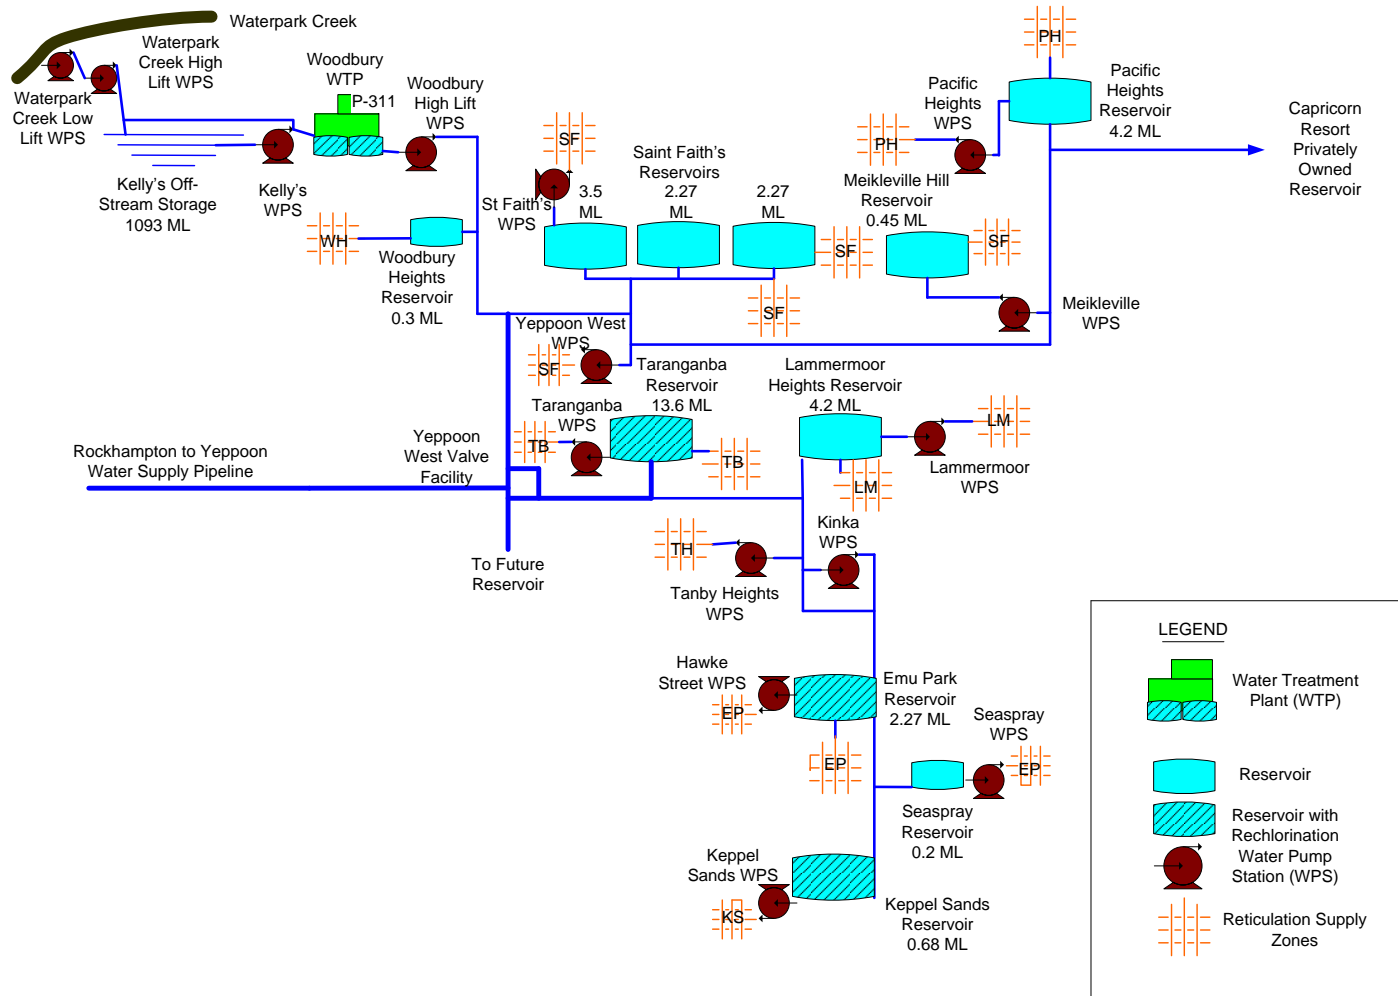 Waterpark Creek
Waterpark
Creek High
Lift WPS
Waterpark
Creek Low
Lift WPS
Woodbury
WTP
P-311
Woodbury
High Lift
WPS
Kelly's Off-
Stream Storage
1093 ML
Kelly's
WPS
WH
Woodbury
Heights
Reservoir
0.3 ML
SF
St Faith's
WPS
Saint Faith's
Reservoirs
3.5
ML
2.27
ML
2.27
ML
SF
SF
PH
Pacific
Heights
WPS
PH
Pacific
Heights
Reservoir
4.2 ML
Capricorn
Resort
Privately
Owned
Reservoir
Meikleville Hill
Reservoir
0.45 ML
SF
Meikleville
WPS
Yeppoon West
WPS
SF
Taranganba
Reservoir
13.6 ML
Taranganba
WPS
TB
TB
Lammermoor
Heights Reservoir
4.2 ML
LM
LM
Lammermoor
WPS
Rockhampton to Yeppoon
Water Supply Pipeline
Yeppoon
West Valve
Facility
To Future
Reservoir
TH
Tanby Heights
WPS
Kinka
WPS
Hawke
Street WPS
EP
Emu Park
Reservoir
2.27 ML
EP
Seaspray
WPS
EP
Seaspray
Reservoir
0.2 ML
Keppel
Sands WPS
KS
Keppel Sands
Reservoir
0.68 ML
LEGEND
Water Treatment
Plant (WTP)
Reservoir
Reservoir with
Rechlorination
Water Pump
Station (WPS)
Reticulation Supply
Zones